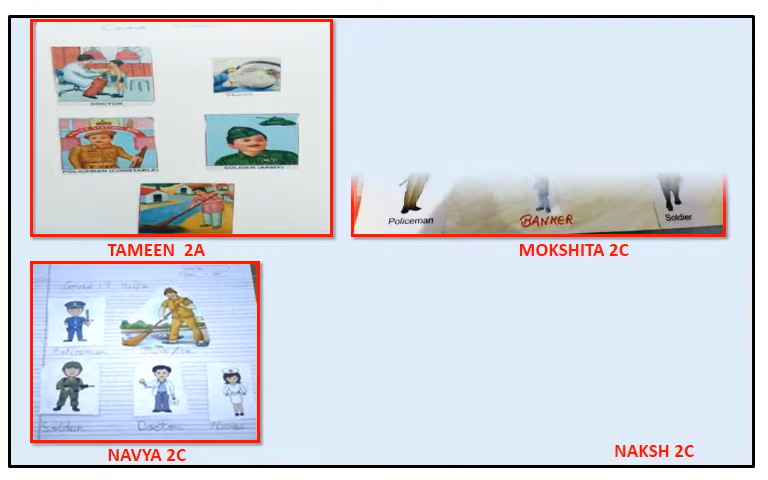 DOCTOR
POLICEMAN (CONSTABLE)
SOLDIER (ARMY)
TAMEEN 2A
Policeman
BANKER
Soldier
MOKSHITA 2C
Policeman
Soldier
Doctor
Nurse
NAVYA 2C
NAKSH 2C